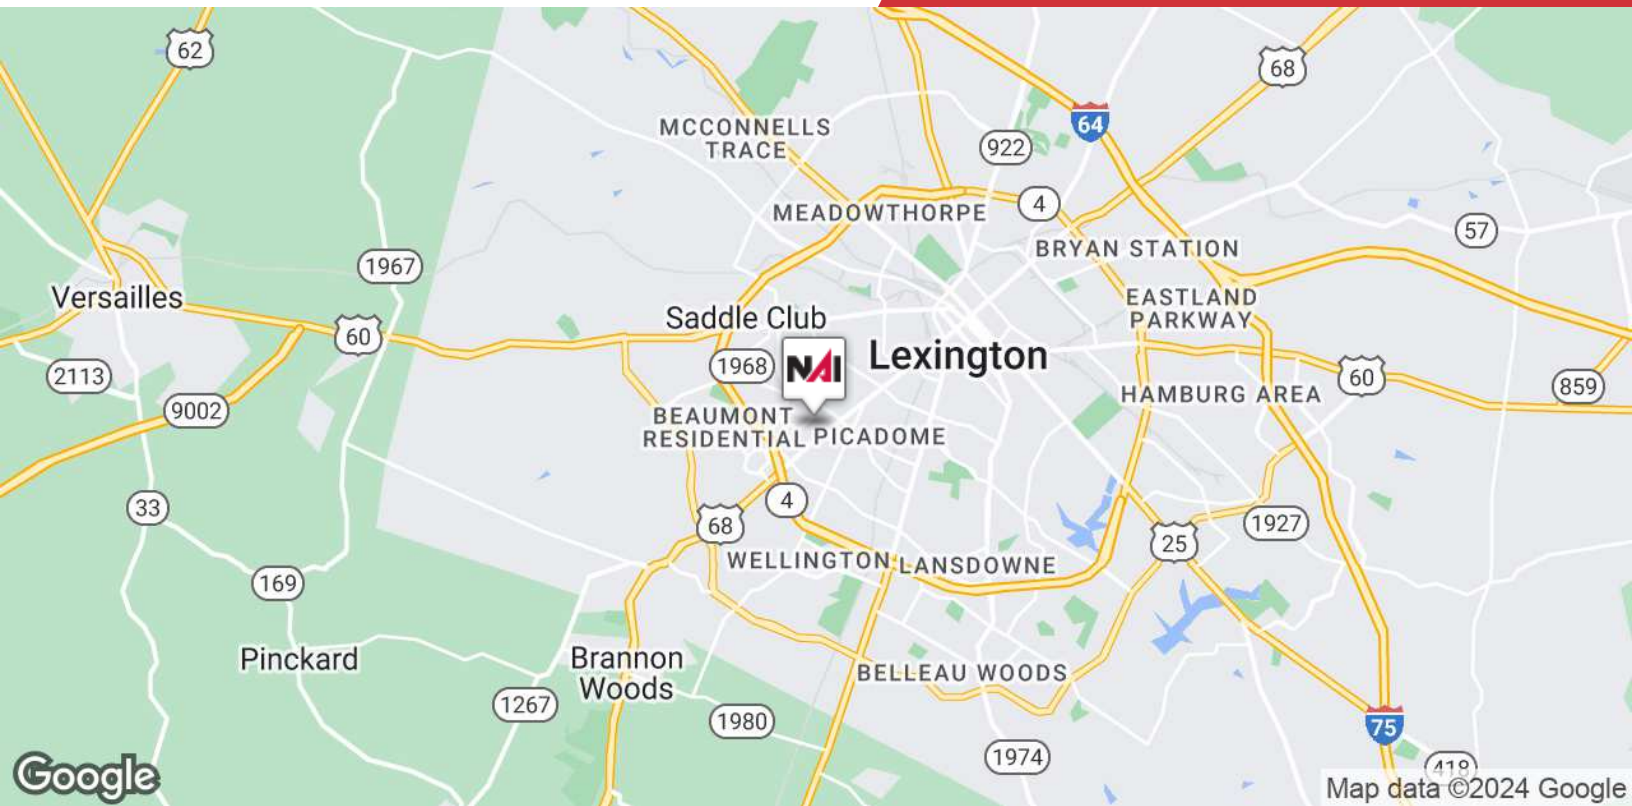 62
68
64
MCCONNELLS
TRACE
922
4
MEADOWTHORPE
57
BRYAN STATION
1967
Versailles
EASTLAND
PARKWAY
Saddle Club
60
Lexington
1968
NAI
2113
60
859
HAMBURG AREA
9002
BEAUMONT
RESIDENTIAL
PICADOME
4
33
68
1927
25
WELLINGTON
LANSDOWNE
169
Pinckard
Brannon
Woods
BELLEAU WOODS
1267
1980
75
1974
418
Google
Map data ©2024 Google